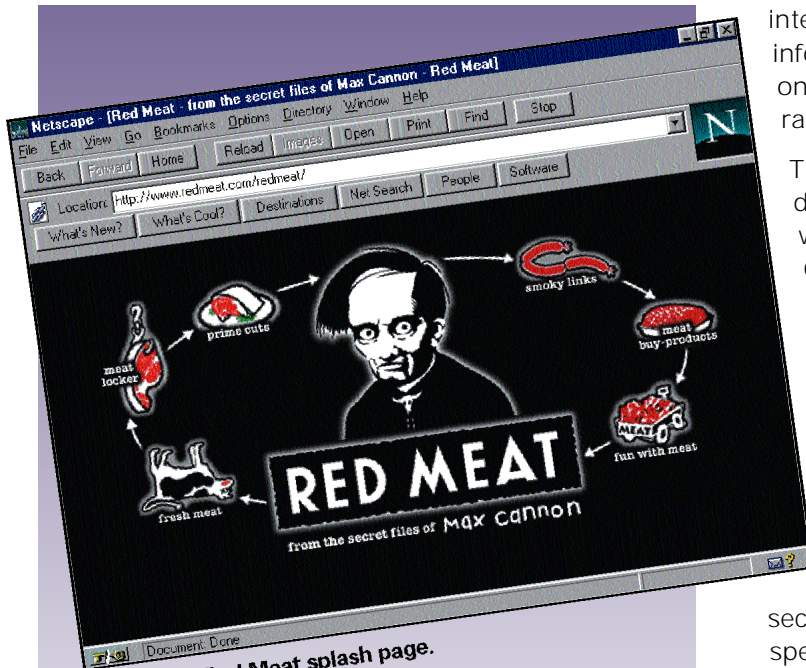 Netscape - [Red Meat - from the secret files of Max Cannon - Red Meat]
File Edit View Go Bookmarks Options Directory Window Help
Back Forward Home Reload Images Open Print Find Stop
Location: http://www.redmeat.com/redmeat/
N
What's New? What's Cool? Destinations Net Search People Software
smoky links
prime cuts
meat
buy-products
meat
locker
MEAT
fun with meat
fresh meat
RED MEAT
from the secret files of Max Cannon
Document: Done
Red Meat splash page.
on
T
sec